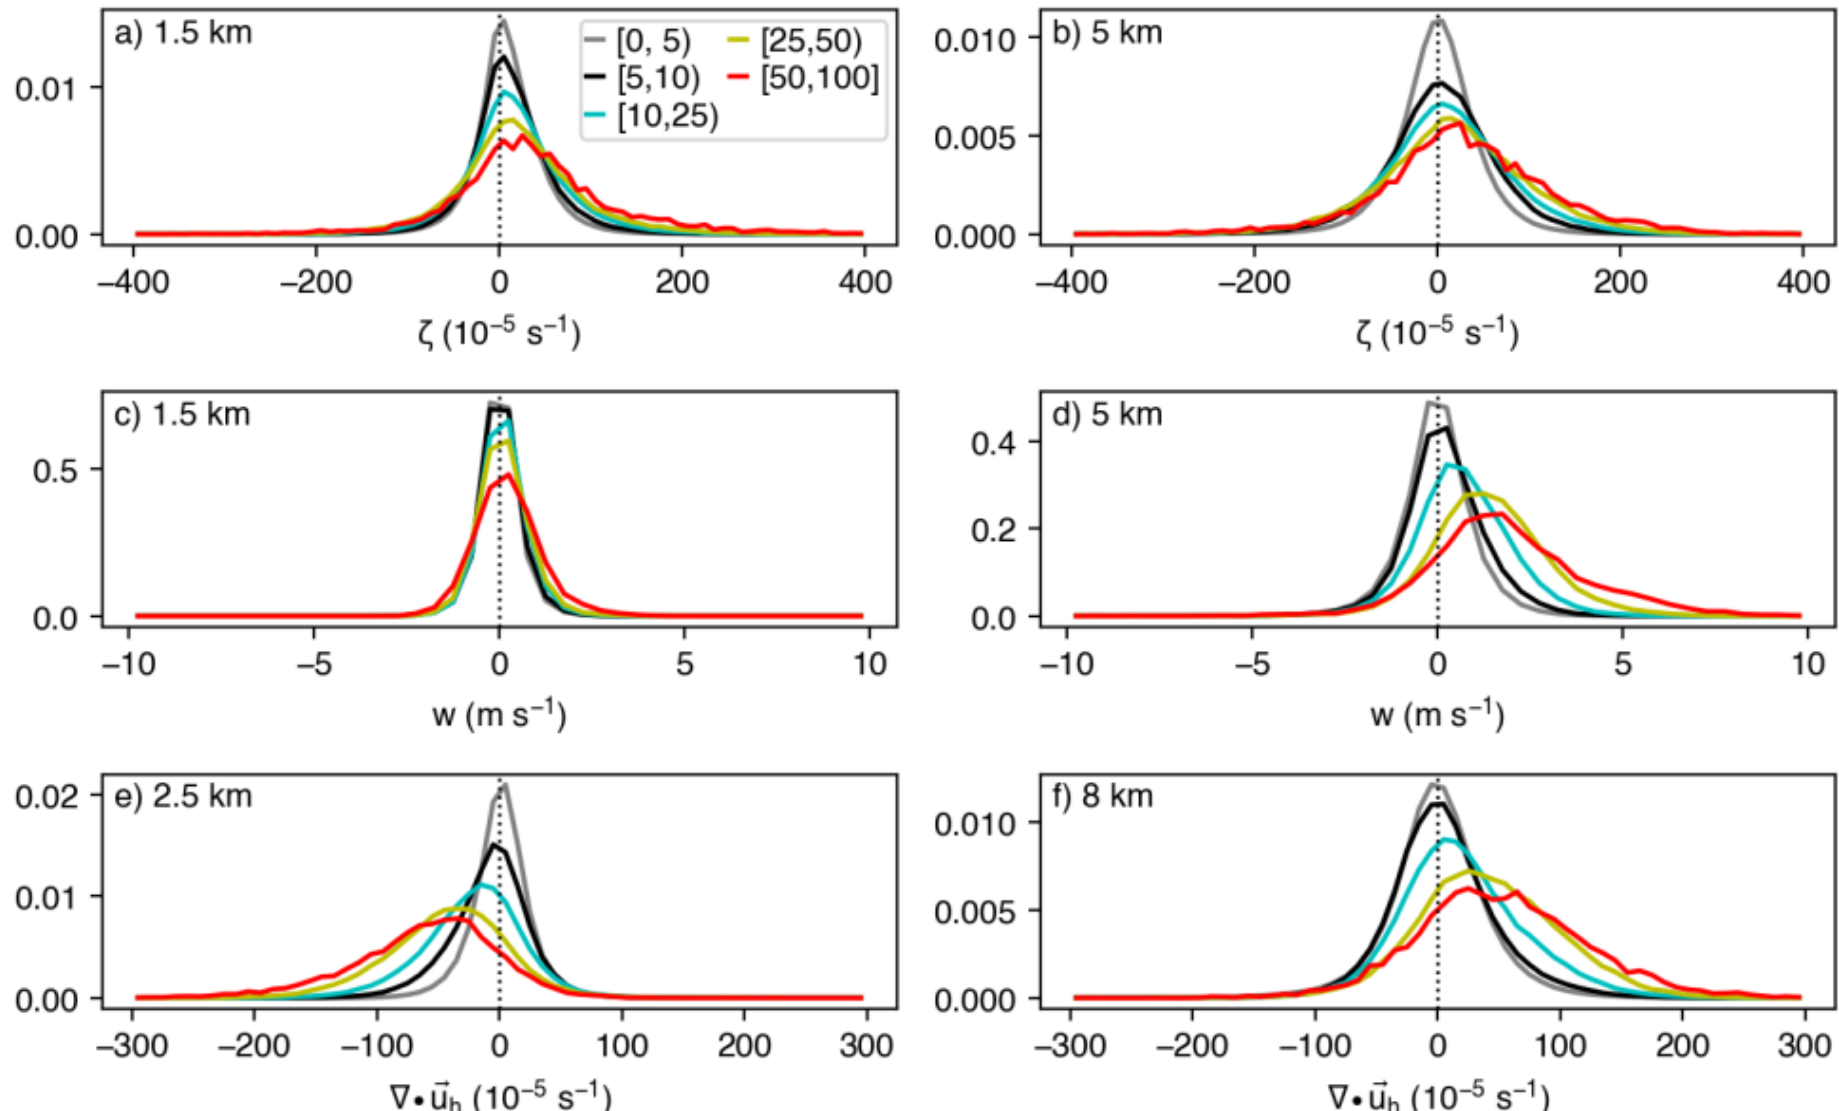 a) 1.5 km
[0, 5)
[5,10)
[10,25)
[25,50)
[50,100]
0.01
0.00
−400 −200 0 200 400
ζ (10⁻⁵ s⁻¹)
b) 5 km
0.010
0.005
0.000
−400 −200 0 200 400
ζ (10⁻⁵ s⁻¹)
c) 1.5 km
0.5
0.0
−10 −5 0 5 10
w (m s⁻¹)
d) 5 km
0.4
0.2
0.0
−10 −5 0 5 10
w (m s⁻¹)
e) 2.5 km
0.02
0.01
0.00
−300 −200 −100 0 100 200 300
∇•u⃗ₕ (10⁻⁵ s⁻¹)
f) 8 km
0.010
0.005
0.000
−300 −200 −100 0 100 200 300
∇•u⃗ₕ (10⁻⁵ s⁻¹)